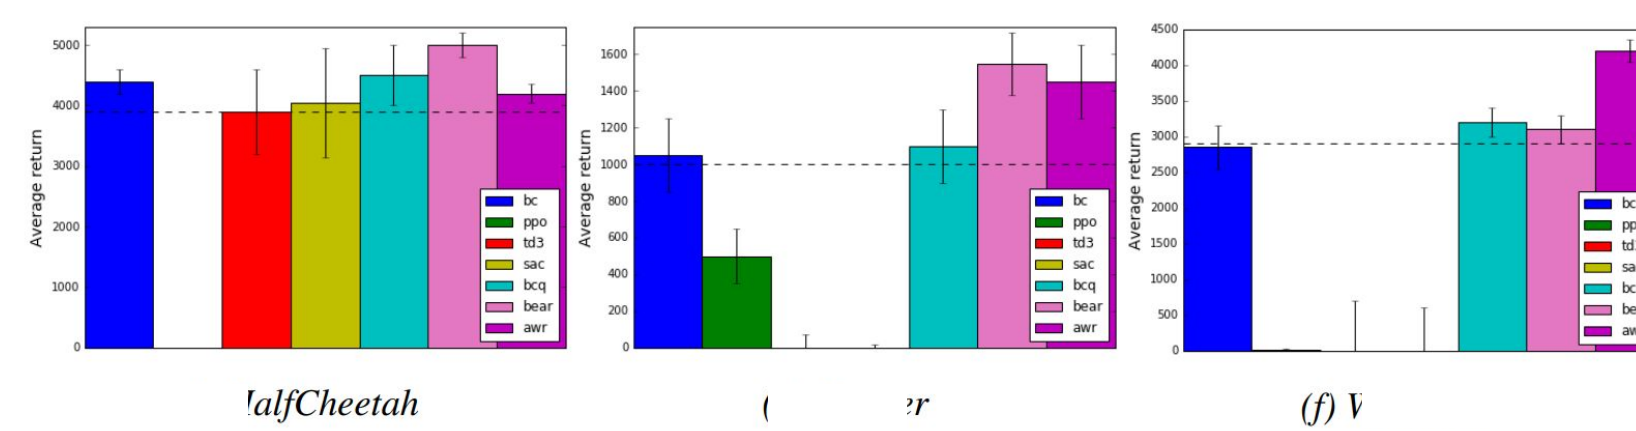 Average return
5000
4000
3000
2000
1000
0
bc
ppo
td3
sac
bcq
bear
awr
Average return
1600
1400
1200
1000
800
600
400
200
0
bc
ppo
td3
sac
bcq
bear
awr
Average return
4500
4000
3500
3000
2500
2000
1500
1000
500
0
bc
alfCheetah
er
(f)